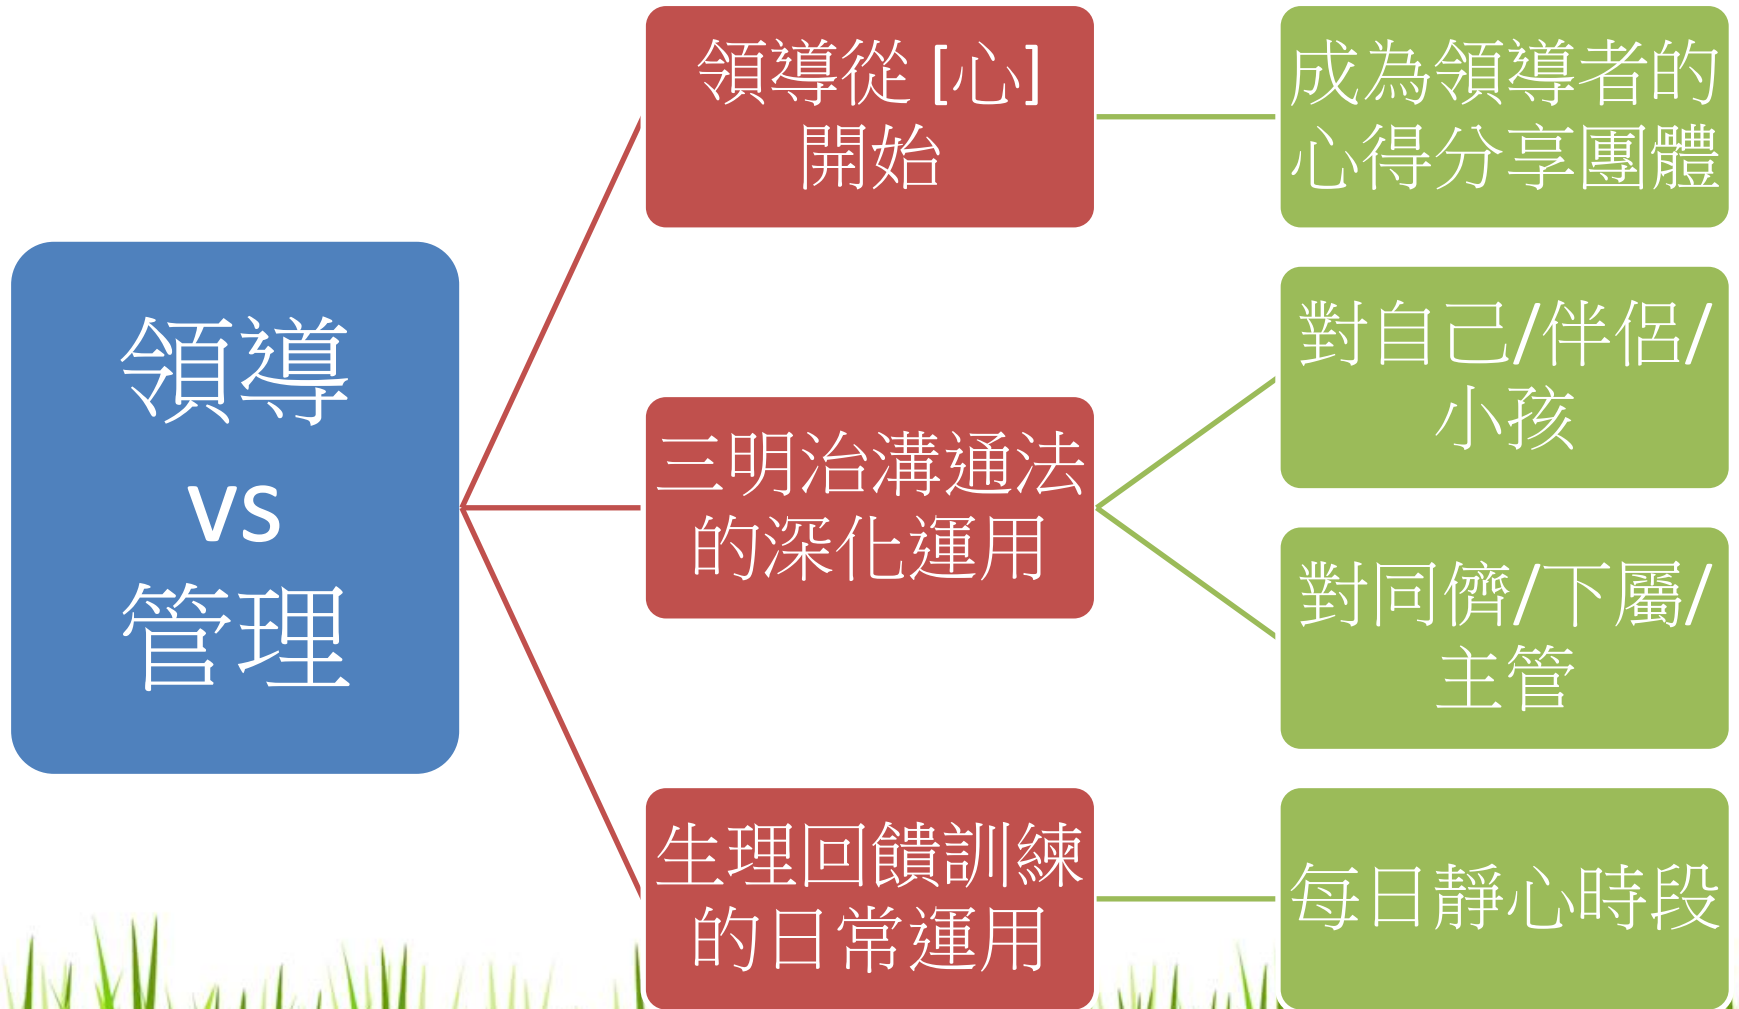 領導
vs
管理
領導從 [心]
開始
成為領導者的
心得分享團體
三明治溝通法
的深化運用
對自己/伴侶/
小孩
對同儕/下屬/
主管
生理回饋訓練
的日常運用
每日靜心時段